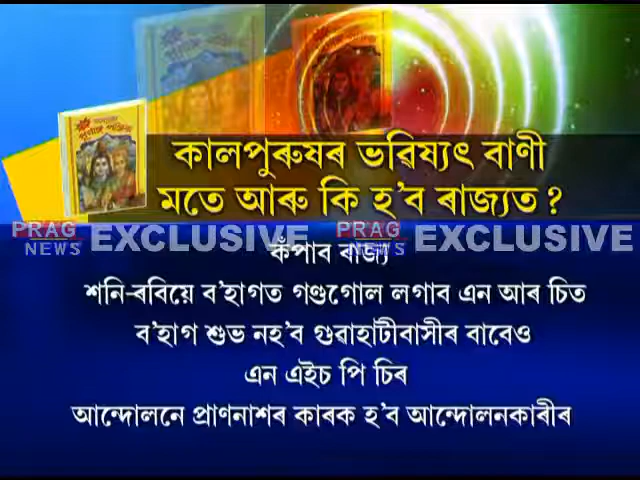 কালপুৰুষৰ ভৱিষ্যৎ বাণী
মতে আৰু কি হ'ব ৰাজ্যত ?
PRAG NEWS EXCLUSIVE PRAG NEWS EXCLUSIVE
কঁপাব ৰাজ্য
শনি-ৰবিয়ে ব'হাগত গণ্ডগোল লগাব এন আৰ চিত
ব'হাগ শুভ নহ'ব গুৱাহাটীবাসীৰ বাবেও
এন এইচ পি চিৰ
আন্দোলনে প্ৰাণনাশৰ কাৰক হ'ব আন্দোলনকাৰীৰ